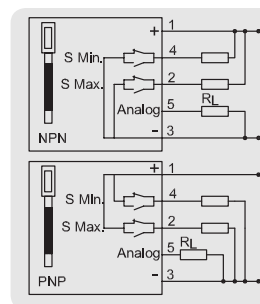 + 1
S Min. 4
S Max. 2
Analog 5 RL
- 3
NPN
+ 1
S MIn. 4
S Max. 2
Analog 5 RL
- 3
PNP